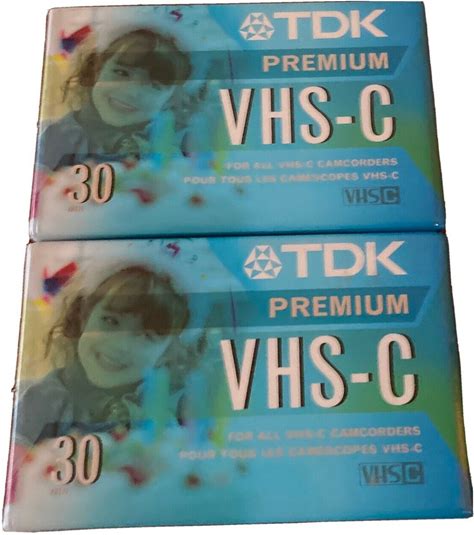 TDK
PREMIUM
VHS-C
FOR ALL VHS-C CAMCORDERS
POUR TOUS LES CAMESCOPES VHS-C
30
VHS C
TDK
PREMIUM
VHS-C
FOR ALL VHS-C CAMCORDERS
POUR TOUS LES CAMESCOPES VHS-C
30
VHS C